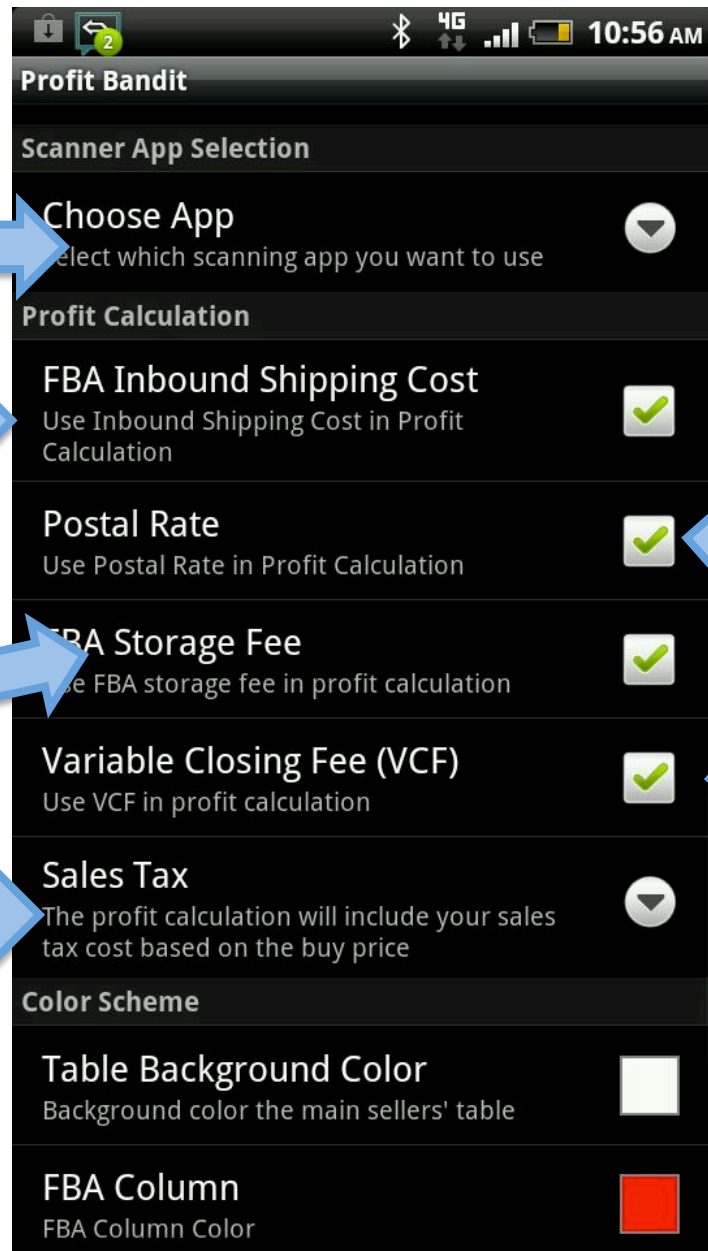 2
4G
10:56 AM
Profit Bandit
Scanner App Selection
Choose App
elect which scanning app you want to use
Profit Calculation
FBA Inbound Shipping Cost
Use Inbound Shipping Cost in Profit
Calculation
Postal Rate
Use Postal Rate in Profit Calculation
FBA Storage Fee
Use FBA storage fee in profit calculation
Variable Closing Fee (VCF)
Use VCF in profit calculation
Sales Tax
The profit calculation will include your sales
tax cost based on the buy price
Color Scheme
Table Background Color
Background color the main sellers' table
FBA Column
FBA Column Color